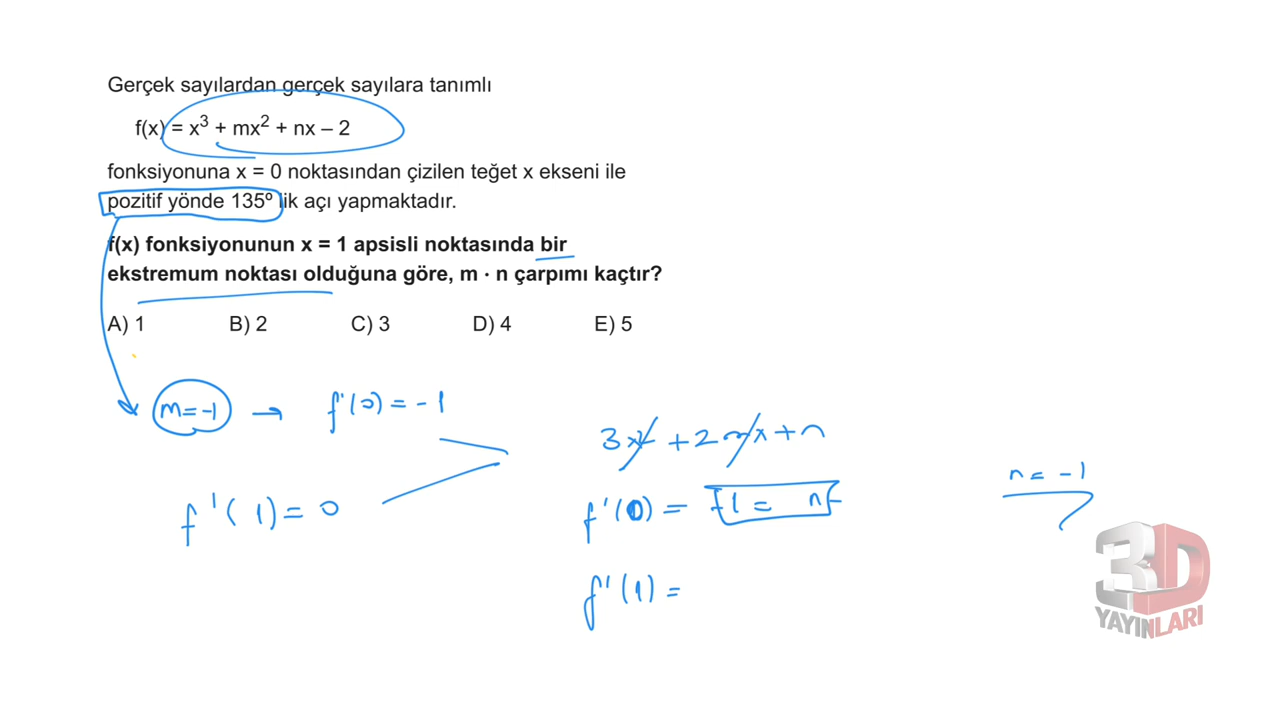 Gerçek sayılardan gerçek sayılara tanımlı
f(x) = x³ + mx² + nx – 2
fonksiyonuna x = 0 noktasından çizilen teğet x ekseni ile
pozitif yönde 135º lik açı yapmaktadır.
f(x) fonksiyonunun x = 1 apsisli noktasında bir
ekstremum noktası olduğuna göre, m · n çarpımı kaçtır?
A) 1 B) 2 C) 3 D) 4 E) 5
m = -1 → f'(0) = -1
3x² + 2mx + n
n = -1
f'(1) = 0
f'(0) = -1 = n
f'(1) =
3D
YAYINLARI